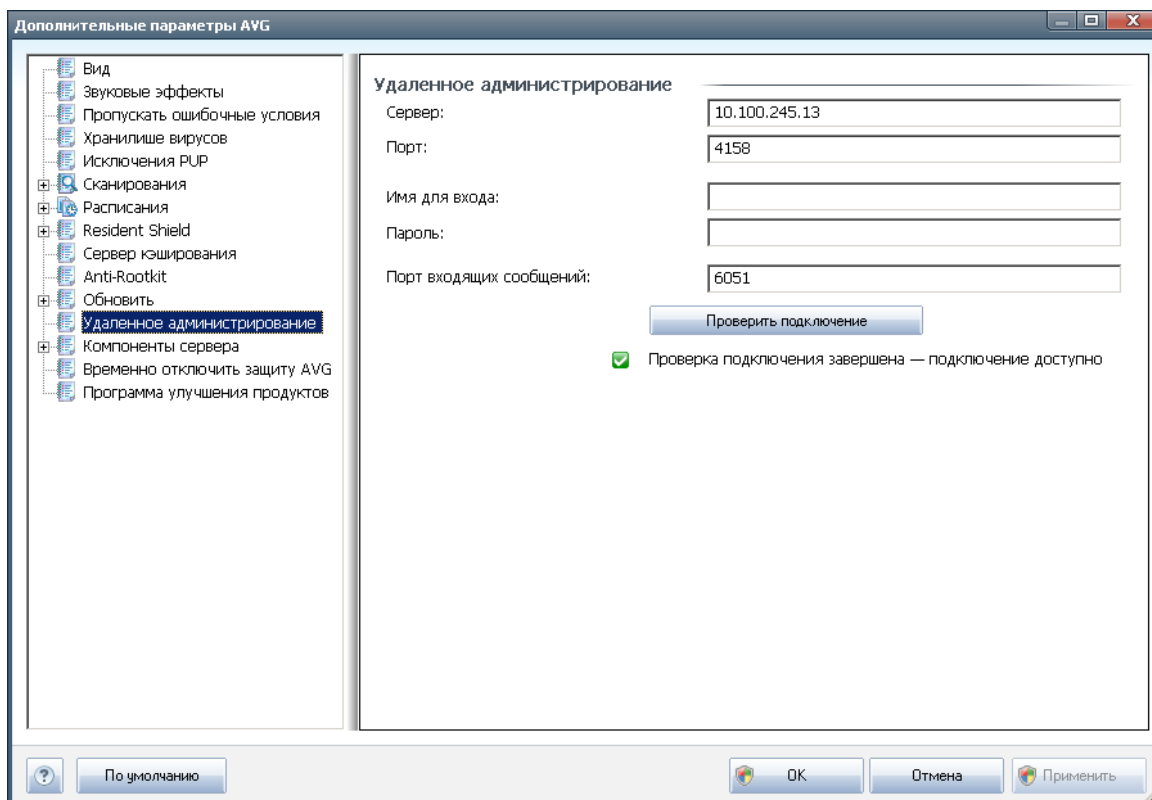 Дополнительные параметры AVG
Вид
Звуковые эффекты
Пропускать ошибочные условия
Хранилише вирусов
Исключения PUP
Сканирования
Расписания
Resident Shield
Сервер кэширования
Anti-Rootkit
Обновить
Удаленное администрирование
Компоненты сервера
Временно отключить защиту AVG
Программа улучшения продуктов
Удаленное администрирование
Сервер: 10.100.245.13
Порт: 4158
Имя для входа:
Пароль:
Порт входящих сообщений: 6051
Проверить подключение
Проверка подключения завершена — подключение доступно
? По умолчанию OK Отмена Применить